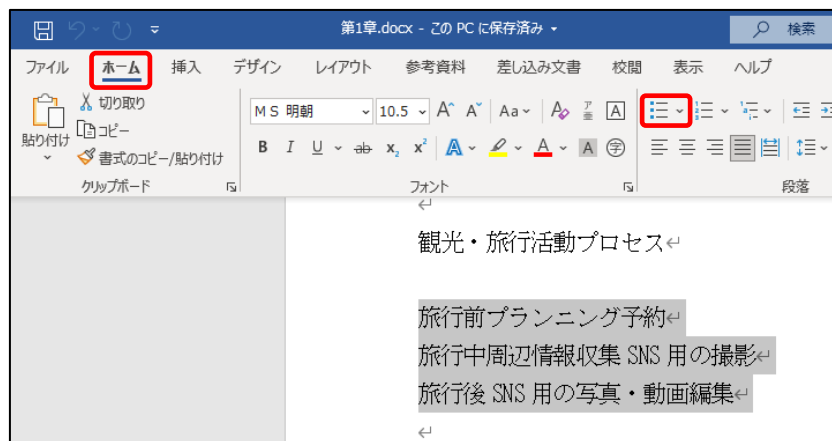 第1章.docx - この PC に保存済み
検索
ファイル ホーム 挿入 デザイン レイアウト 参考資料 差し込み文書 校閲 表示 ヘルプ
貼り付け
切り取り
コピー
書式のコピー/貼り付け
クリップボード
ＭＳ 明朝 10.5 A A Aa A ア亜 A
B I U ab x₂ x² A A A 字
フォント
段落
観光・旅行活動プロセス↵
旅行前プランニング予約↵
旅行中周辺情報収集 SNS 用の撮影↵
旅行後 SNS 用の写真・動画編集↵